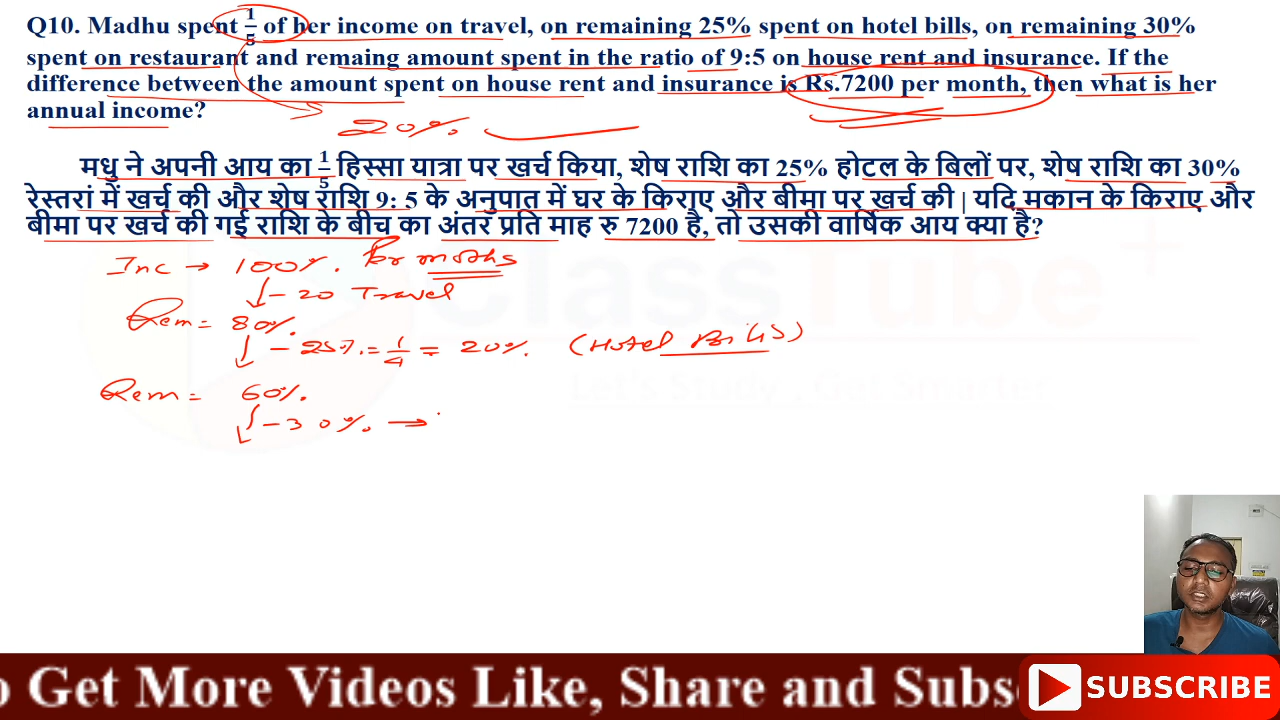 Q10. Madhu spent 1/5 of her income on travel, on remaining 25% spent on hotel bills, on remaining 30%
spent on restaurant and remaing amount spent in the ratio of 9:5 on house rent and insurance. If the
difference between the amount spent on house rent and insurance is Rs.7200 per month, then what is her
annual income?
20%.
मधु ने अपनी आय का 1/5 हिस्सा यात्रा पर खर्च किया, शेष राशि का 25% होटल के बिलों पर, शेष राशि का 30%
रेस्तरां में खर्च की और शेष राशि 9: 5 के अनुपात में घर के किराए और बीमा पर खर्च की | यदि मकान के किराए और
बीमा पर खर्च की गई राशि के बीच का अंतर प्रति माह रु 7200 है, तो उसकी वार्षिक आय क्या है?
Inc → 100%. Per months
- 20 Travel
Rem = 80%.
- 25%. = 1/4 = 20%. (Hotel Bills)
Rem = 60%.
- 30%. →
Class Tube
Let's Study, Get Smarter
o Get More Videos Like, Share and Subs
SUBSCRIBE